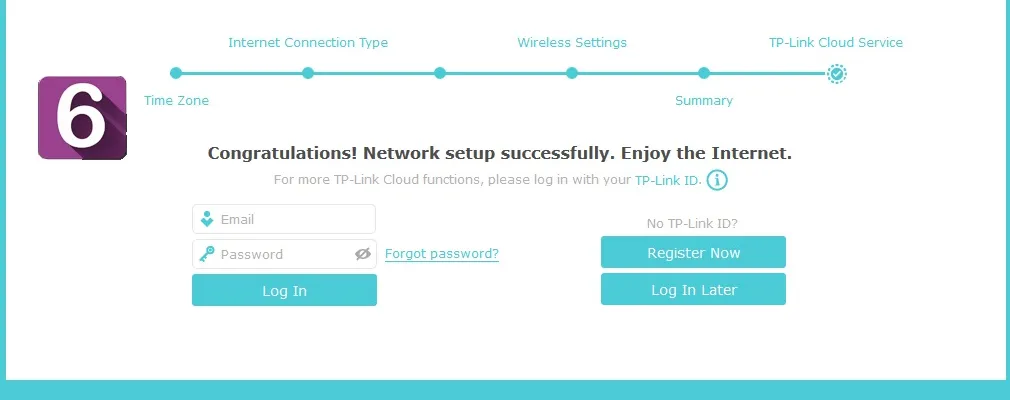 Internet Connection Type
Wireless Settings
TP-Link Cloud Service
Time Zone
Summary
6
Congratulations! Network setup successfully. Enjoy the Internet.
For more TP-Link Cloud functions, please log in with your TP-Link ID. i
Email
Password
Forgot password?
Log In
No TP-Link ID?
Register Now
Log In Later